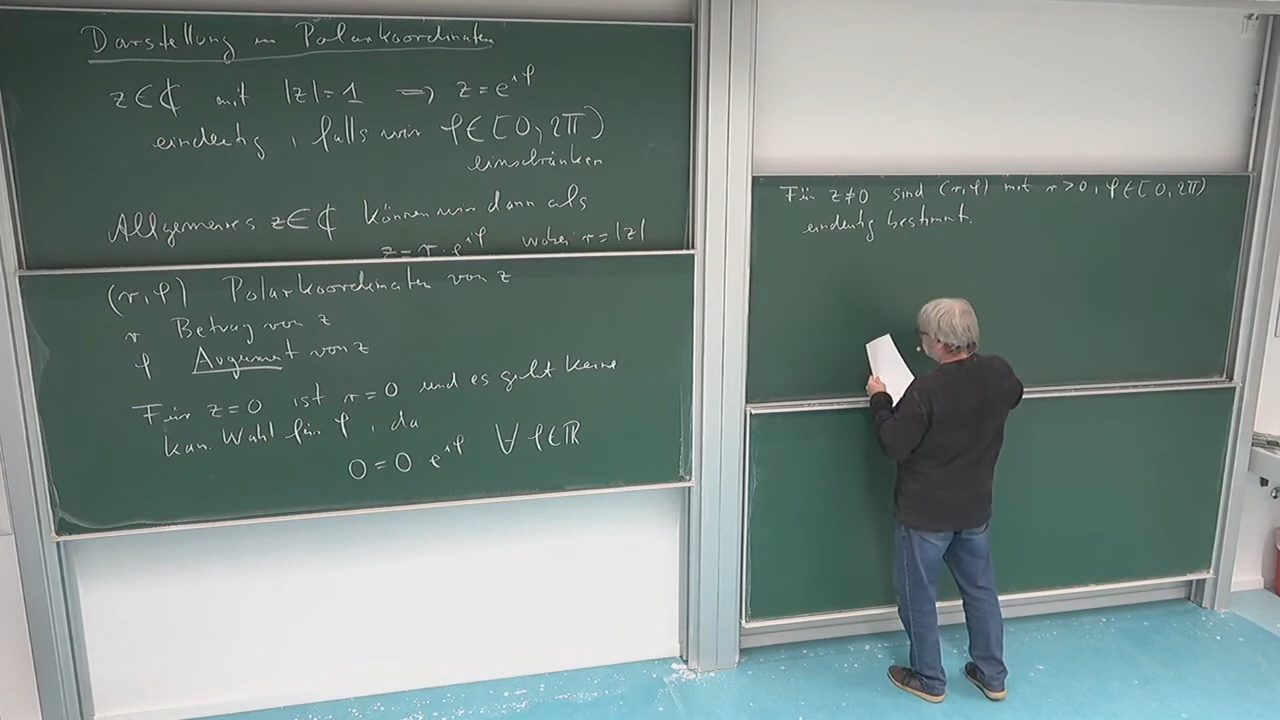 Darstellung in Polarkoordinaten
z∈ℂ mit |z|=1 ⟹ z=e^{iφ}
eindeutig, falls wir φ∈[0,2π)
einschränken
Allgemeines z∈ℂ können wir dann als
z=r·e^{iφ} wobei r=|z|
(r,φ) Polarkoordinaten von z
r Betrag von z
φ Argument von z
Für z=0 ist r=0 und es gibt keine
kan. Wahl für φ, da
0=0 e^{iφ} ∀ φ∈ℝ
Für z≠0 sind (r,φ) mit r>0, φ∈[0,2π)
eindeutig bestimmt.